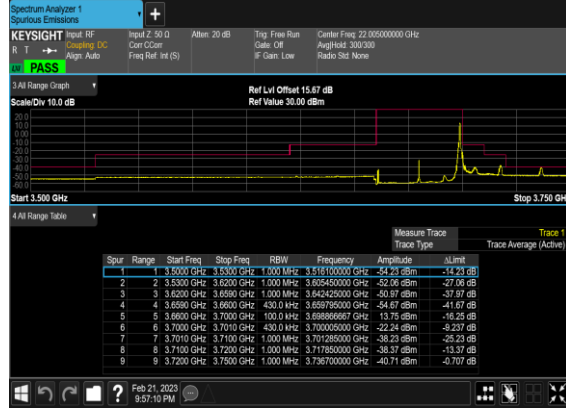 Spectrum Analyzer 1
Spurious Emissions
KEYSIGHT Input: RF Input Z: 50 Ω Atten: 20 dB Trig: Free Run Center Freq: 22.005000000 GHz
R T Coupling: DC Corr CCorr Gate: Off Avg|Hold: 300/300
Align: Auto Freq Ref: Int (S) IF Gain: Low Radio Std: None
PASS
3 All Range Graph
Ref Lvl Offset 15.67 dB
Scale/Div 10.0 dB Ref Value 30.00 dBm
20.0
10.0
0.00
-10.0
-20.0
-30.0
-40.0
-50.0
-60.0
Start 3.500 GHz Stop 3.750 GHz
4 All Range Table
Measure Trace Trace 1
Trace Type Trace Average (Active)
Spur Range Start Freq Stop Freq RBW Frequency Amplitude ΔLimit
1 1 3.5000 GHz 3.5300 GHz 1.000 MHz 3.516100000 GHz -54.23 dBm -14.23 dB
2 2 3.5300 GHz 3.6200 GHz 1.000 MHz 3.605450000 GHz -52.06 dBm -27.06 dB
3 3 3.6200 GHz 3.6590 GHz 1.000 MHz 3.642425000 GHz -50.97 dBm -37.97 dB
4 4 3.6590 GHz 3.6600 GHz 430.0 kHz 3.659795000 GHz -54.67 dBm -41.67 dB
5 5 3.6600 GHz 3.7000 GHz 100.0 kHz 3.698866667 GHz 13.75 dBm -16.25 dB
6 6 3.7000 GHz 3.7010 GHz 430.0 kHz 3.700005000 GHz -22.24 dBm -9.237 dB
7 7 3.7010 GHz 3.7100 GHz 1.000 MHz 3.701285000 GHz -38.23 dBm -25.23 dB
8 8 3.7100 GHz 3.7200 GHz 1.000 MHz 3.717850000 GHz -38.37 dBm -13.37 dB
9 9 3.7200 GHz 3.7500 GHz 1.000 MHz 3.736700000 GHz -40.71 dBm -0.707 dB
Feb 21, 2023
9:57:10 PM